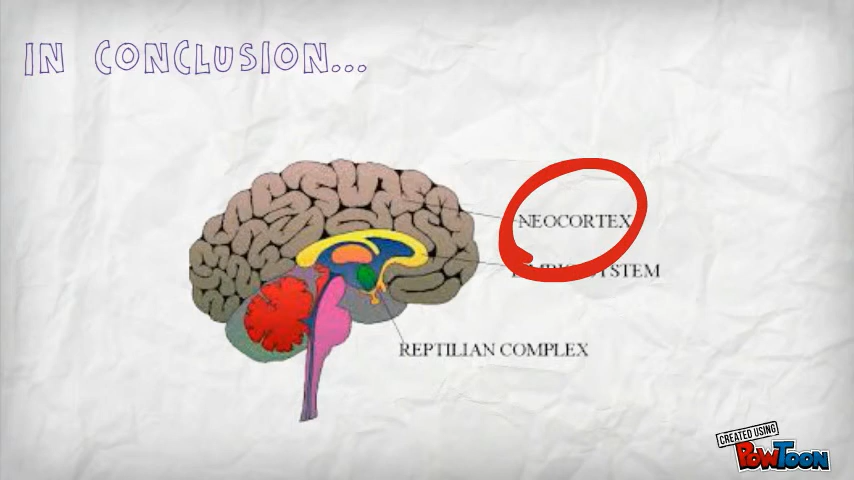 IN CONCLUSION...
NEOCORTEX
REPTILIAN COMPLEX
CREATED USING
POWTOON